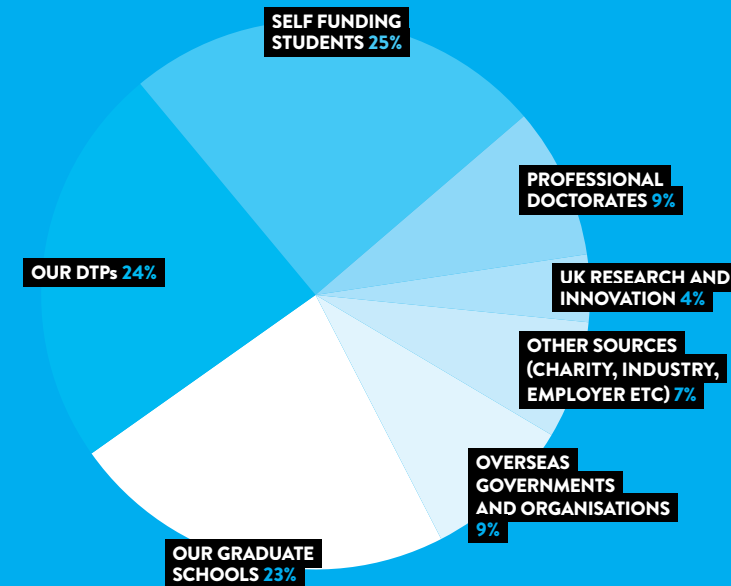 SELF FUNDING
STUDENTS 25%
PROFESSIONAL
DOCTORATES 9%
OUR DTPs 24%
UK RESEARCH AND
INNOVATION 4%
OTHER SOURCES
(CHARITY, INDUSTRY,
EMPLOYER ETC) 7%
OVERSEAS
GOVERNMENTS
AND ORGANISATIONS
9%
OUR GRADUATE
SCHOOLS 23%